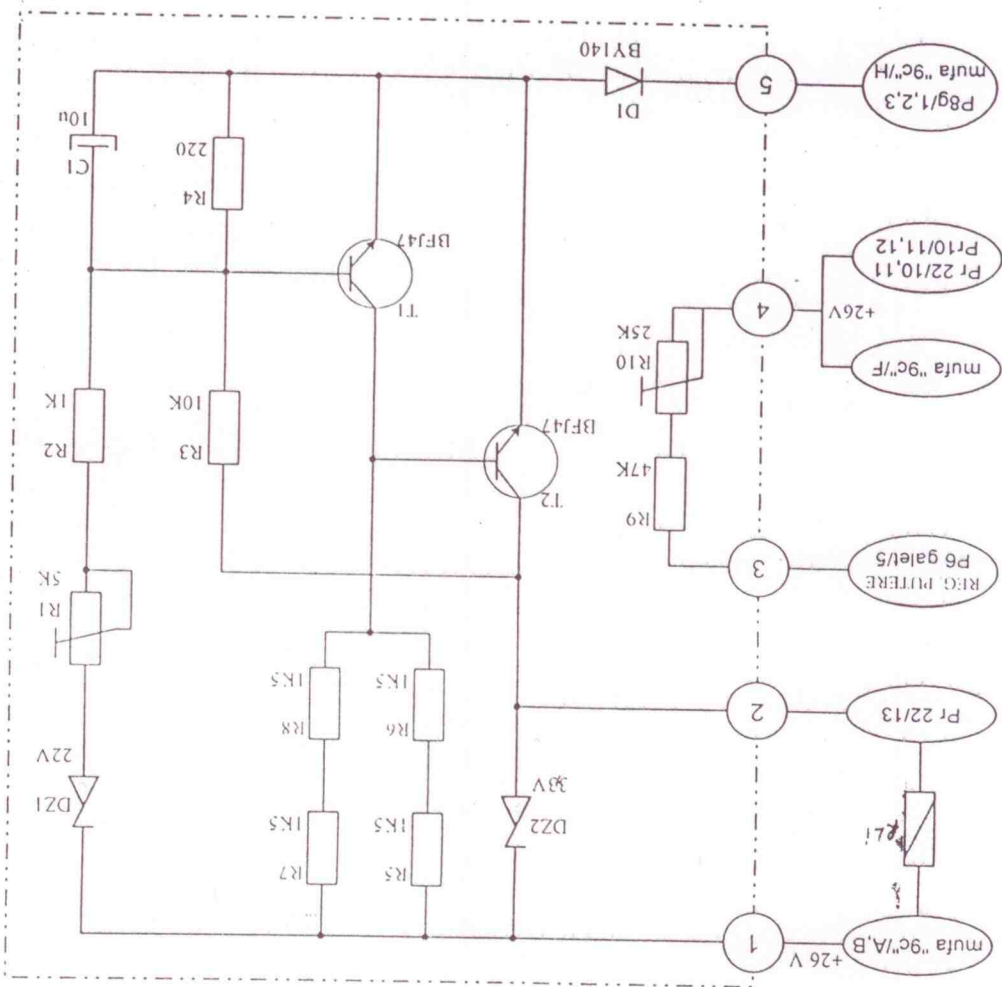 mufa "9c"/A,B
+26 V
1
R5
1K5
R7
1K5
DZ2
33V
DZ1
22V
Pr 22/13
2
R6
1K5
R8
1K5
R1
5K
REG. PUTERE
P6 galet/5
3
R9
47K
T2
BFJ47
R3
10K
R2
1K
mufa "9c"/F
+26V
4
R10
25K
Pr 22/10,11
Pr10/11,12
T1
BFJ47
R4
220
C1
10u
P8g/1,2,3
mufa "9c"/H
5
D1
BY140